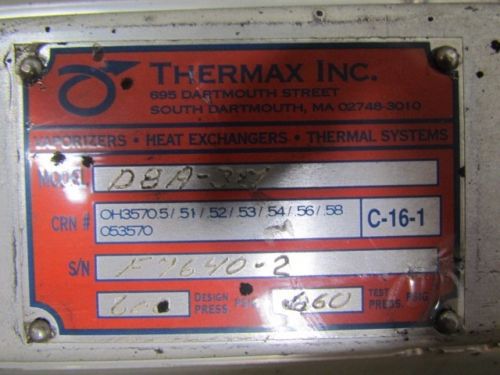 THERMAX INC.
695 DARTMOUTH STREET
SOUTH DARTMOUTH, MA 02748-3010
VAPORIZERS • HEAT EXCHANGERS • THERMAL SYSTEMS
MODEL
CRN # OH3570.5/.51/.52/.53/.54/.56/.58 C-16-1
053570
S/N
DESIGN PRESS. PSIG 660 TEST PRESS. PSIG